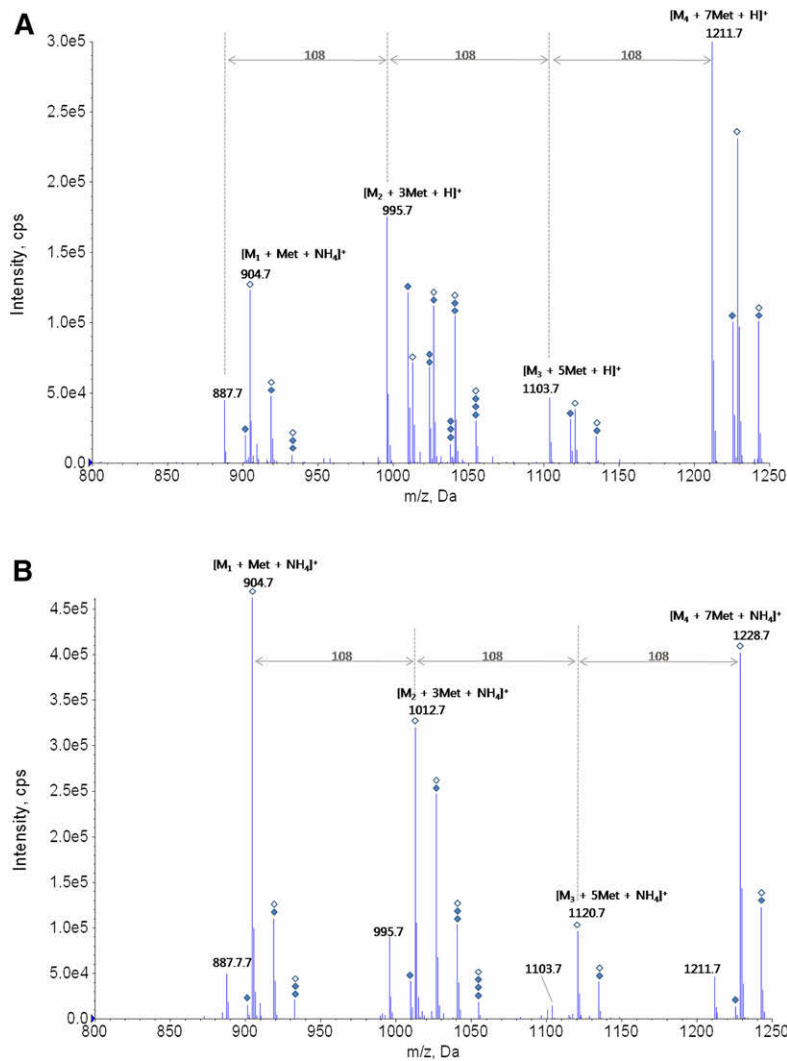 A
[M₄ + 7Met + H]⁺
1211.7
3.0e5
108 108 108
2.5e5
[M₂ + 3Met + H]⁺
995.7
2.0e5
[M₁ + Met + NH₄]⁺
904.7
1.5e5
1.0e5
[M₃ + 5Met + H]⁺
887.7 1103.7
5.0e4
0.0
Intensity, cps
800 850 900 950 1000 1050 1100 1150 1200 1250
m/z, Da
B
[M₁ + Met + NH₄]⁺
904.7
[M₄ + 7Met + NH₄]⁺
1228.7
4.5e5
108 108 108
4.0e5
[M₂ + 3Met + NH₄]⁺
1012.7
3.5e5
3.0e5
2.5e5
2.0e5
[M₃ + 5Met + NH₄]⁺
1120.7
1.5e5
1.0e5
995.7
887.7.7 1103.7 1211.7
5.0e4
0.0
Intensity, cps
800 850 900 950 1000 1050 1100 1150 1200 1250
m/z, Da